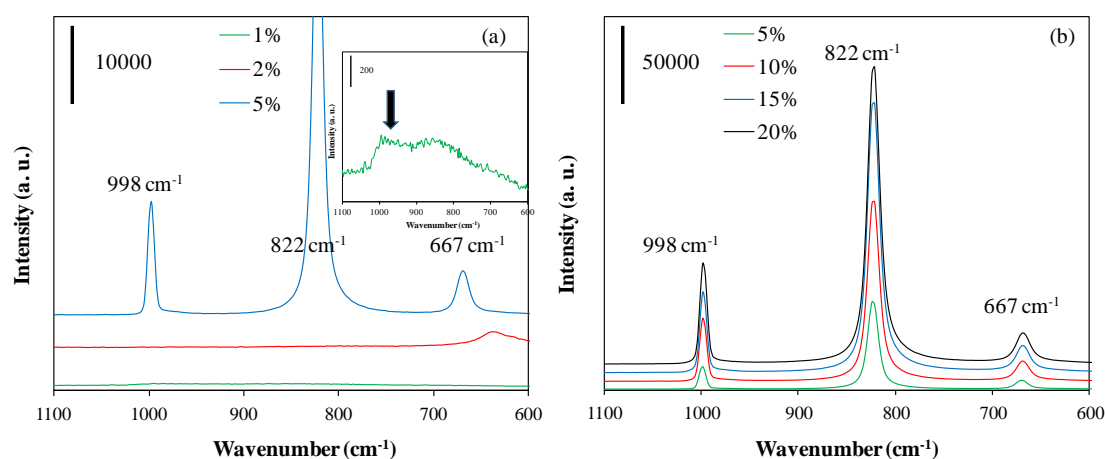 (a)
10000
1%
2%
5%
200
Intensity (a. u.)
1100 1000 900 800 700 600
Wavenumber (cm-1)
998 cm-1
822 cm-1
667 cm-1
Intensity (a. u.)
1100 1000 900 800 700 600
Wavenumber (cm-1)
(b)
50000
5%
10%
15%
20%
822 cm-1
998 cm-1
667 cm-1
Intensity (a. u.)
1100 1000 900 800 700 600
Wavenumber (cm-1)